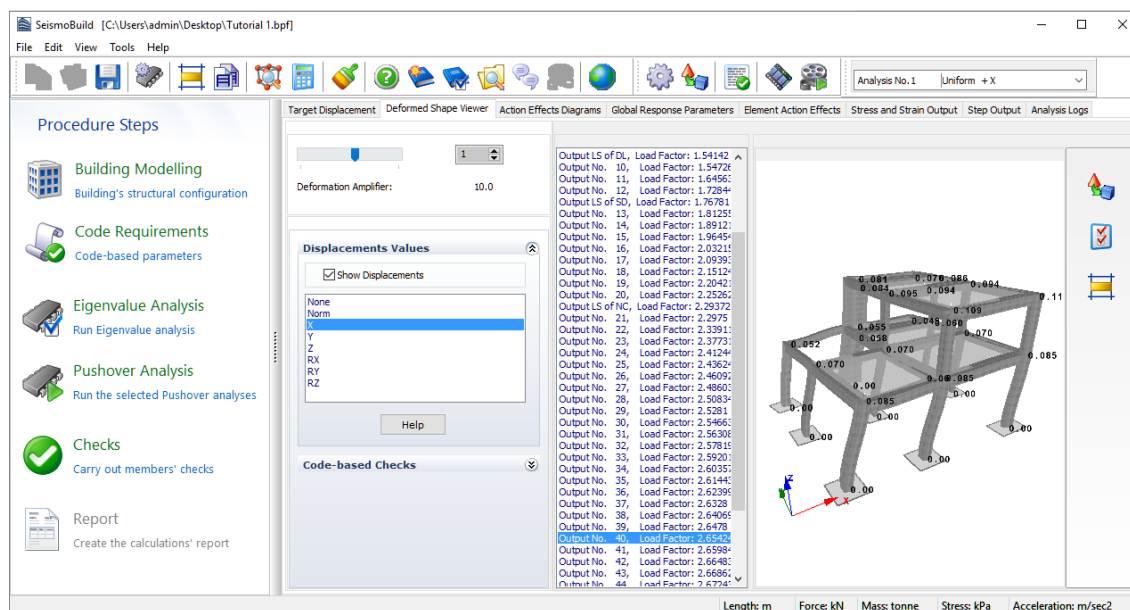 SeismoBuild [C:\Users\admin\Desktop\Tutorial 1.bpf]
File Edit View Tools Help
Analysis No.1 Uniform +X
Procedure Steps
Building Modelling
Building's structural configuration
Code Requirements
Code-based parameters
Eigenvalue Analysis
Run Eigenvalue analysis
Pushover Analysis
Run the selected Pushover analyses
Checks
Carry out members' checks
Report
Create the calculations' report
Target Displacement Deformed Shape Viewer Action Effects Diagrams Global Response Parameters Element Action Effects Stress and Strain Output Step Output Analysis Logs
1
Deformation Amplifier: 10.0
Displacements Values
Show Displacements
None
Norm
X
Y
Z
RX
RY
RZ
Help
Code-based Checks
Output LS of DL, Load Factor: 1.54142
Output No. 10, Load Factor: 1.54726
Output No. 11, Load Factor: 1.64563
Output No. 12, Load Factor: 1.72844
Output LS of SD, Load Factor: 1.76781
Output No. 13, Load Factor: 1.81255
Output No. 14, Load Factor: 1.89121
Output No. 15, Load Factor: 1.96456
Output No. 16, Load Factor: 2.03215
Output No. 17, Load Factor: 2.09393
Output No. 18, Load Factor: 2.15124
Output No. 19, Load Factor: 2.20421
Output No. 20, Load Factor: 2.25262
Output LS of NC, Load Factor: 2.29372
Output No. 21, Load Factor: 2.2975
Output No. 22, Load Factor: 2.33911
Output No. 23, Load Factor: 2.37731
Output No. 24, Load Factor: 2.41244
Output No. 25, Load Factor: 2.43624
Output No. 26, Load Factor: 2.46092
Output No. 27, Load Factor: 2.48603
Output No. 28, Load Factor: 2.50834
Output No. 29, Load Factor: 2.5281
Output No. 30, Load Factor: 2.54663
Output No. 31, Load Factor: 2.56308
Output No. 32, Load Factor: 2.57815
Output No. 33, Load Factor: 2.59201
Output No. 34, Load Factor: 2.60357
Output No. 35, Load Factor: 2.61443
Output No. 36, Load Factor: 2.62399
Output No. 37, Load Factor: 2.6328
Output No. 38, Load Factor: 2.64069
Output No. 39, Load Factor: 2.6478
Output No. 40, Load Factor: 2.65424
Output No. 41, Load Factor: 2.65984
Output No. 42, Load Factor: 2.66483
Output No. 43, Load Factor: 2.66862
Output No. 44, Load Factor: 2.67243
0.081 0.076 0.086
0.084 0.095 0.094 0.094
0.11
0.109
0.055 0.048 0.060
0.058 0.070
0.052 0.070
0.070 0.085
0.00 0.085
0.085 0.00
0.00 0.00
0.00 0.00
0.00
0.00
Z
X
Length: m Force: kN Mass: tonne Stress: kPa Acceleration: m/sec2